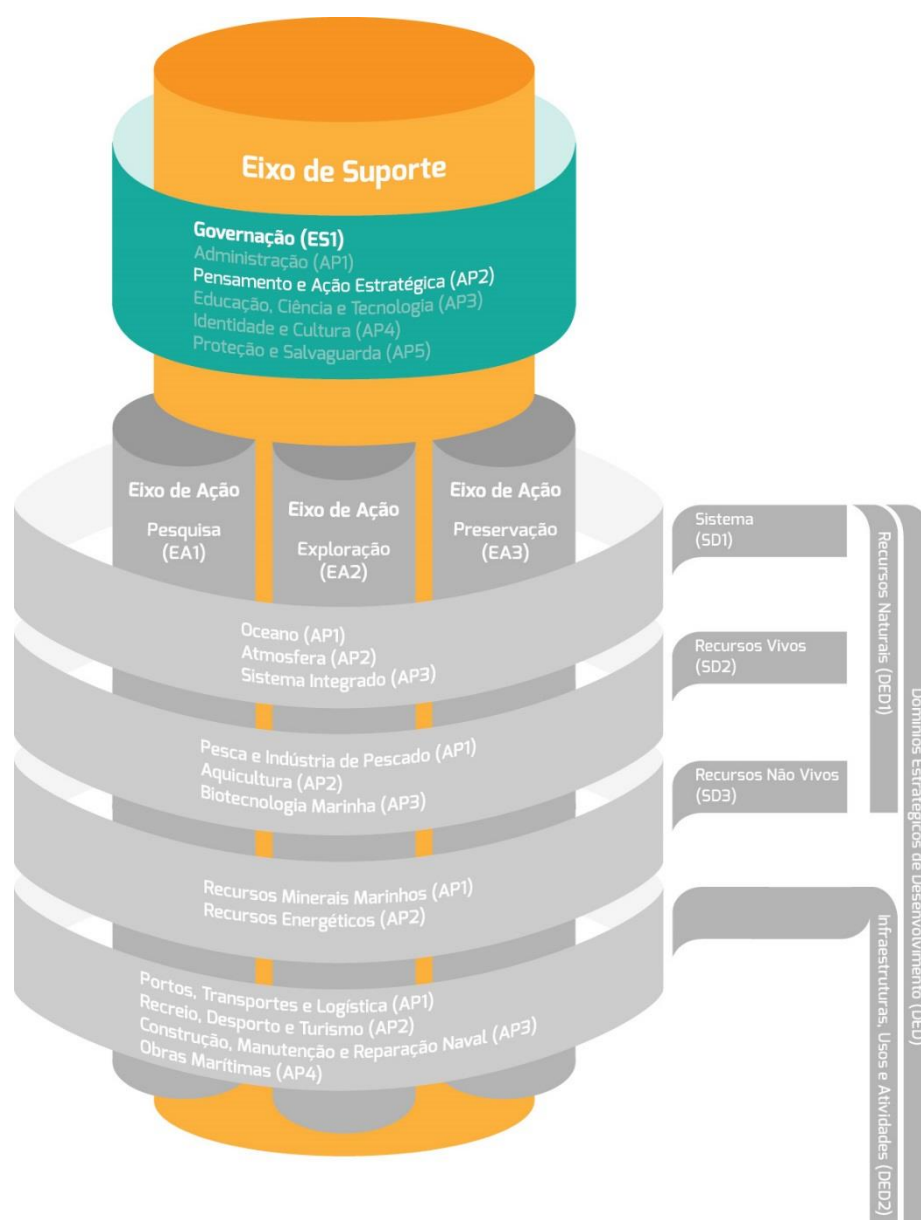 Eixo de Suporte
Governação (ES1)
Administração (AP1)
Pensamento e Ação Estratégica (AP2)
Educação, Ciência e Tecnologia (AP3)
Identidade e Cultura (AP4)
Proteção e Salvaguarda (AP5)
Eixo de Ação
Pesquisa
(EA1)
Eixo de Ação
Exploração
(EA2)
Eixo de Ação
Preservação
(EA3)
Oceano (AP1)
Atmosfera (AP2)
Sistema Integrado (AP3)
Sistema
(SD1)
Pesca e Indústria de Pescado (AP1)
Aquicultura (AP2)
Biotecnologia Marinha (AP3)
Recursos Vivos
(SD2)
Recursos Minerais Marinhos (AP1)
Recursos Energéticos (AP2)
Recursos Não Vivos
(SD3)
Portos, Transportes e Logística (AP1)
Recreio, Desporto e Turismo (AP2)
Construção, Manutenção e Reparação Naval (AP3)
Obras Marítimas (AP4)
Recursos Naturais (DED1)
Infraestruturas, Usos e Atividades (DED2)
Domínios Estratégicos de Desenvolvimento (DED)